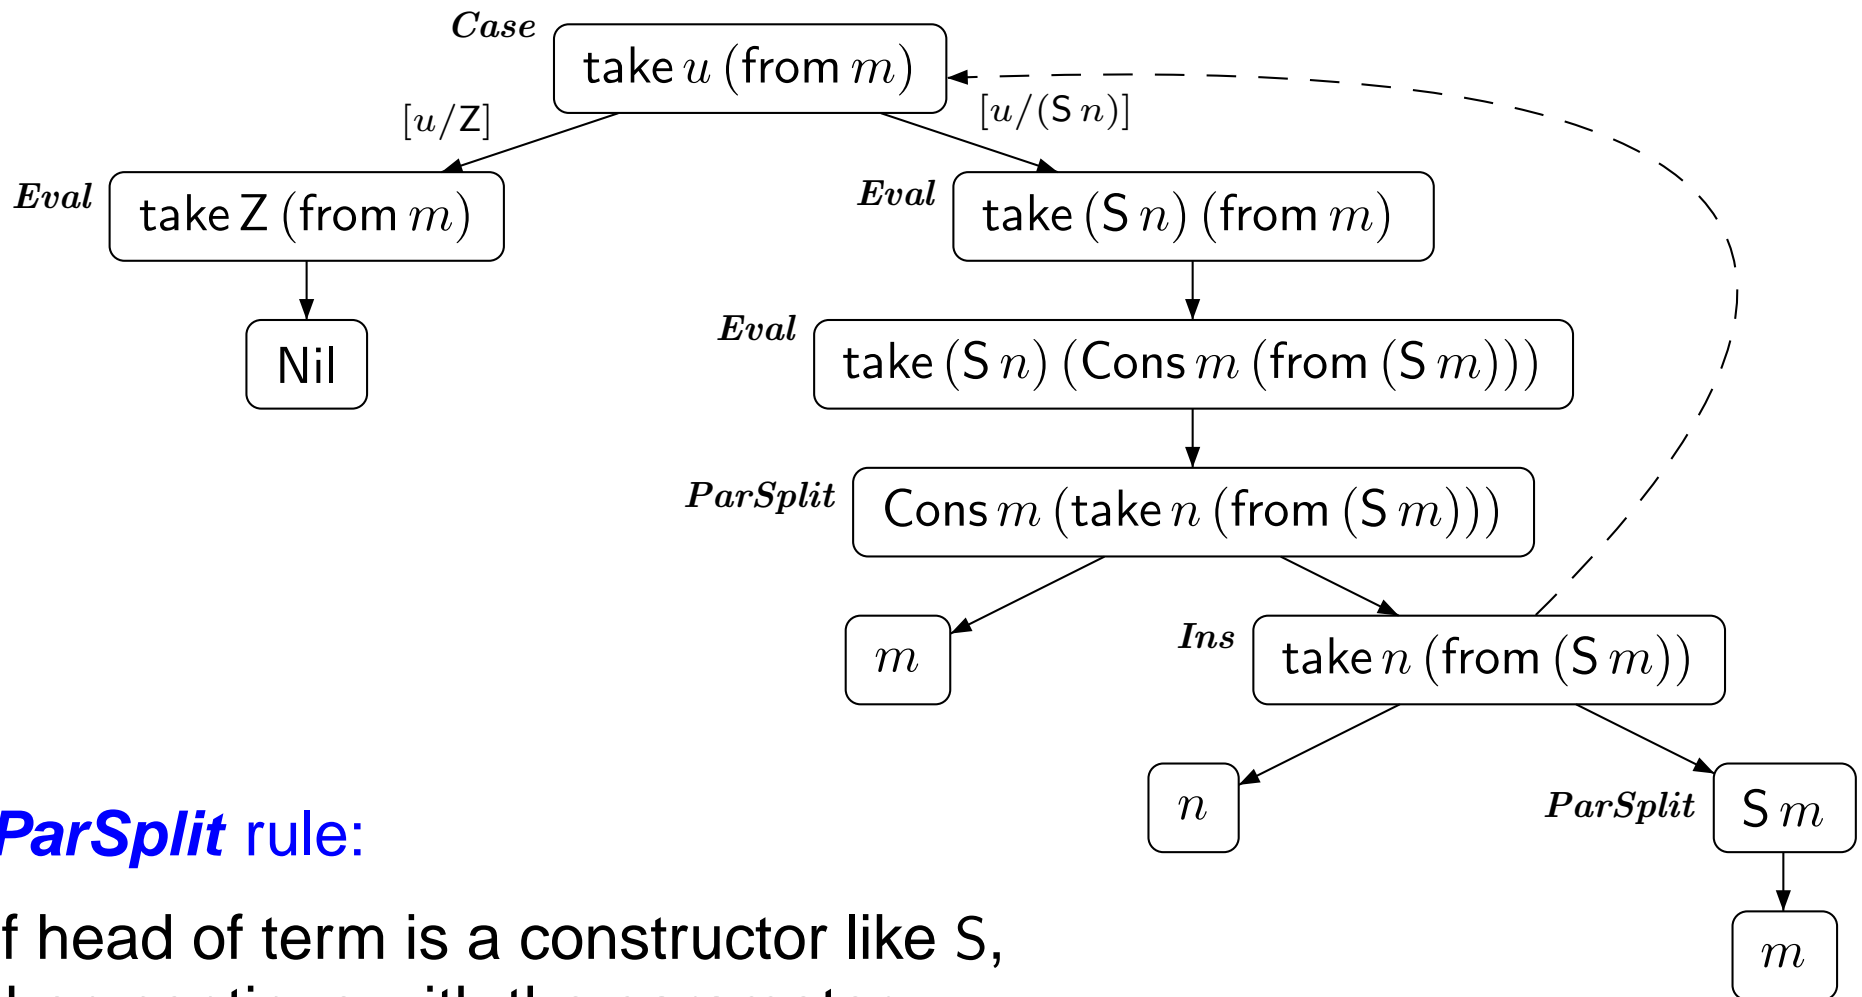 Case
take u (from m)
[u/Z]
[u/(S n)]
Eval
take Z (from m)
Eval
take (S n) (from m)
Nil
Eval
take (S n) (Cons m (from (S m)))
ParSplit
Cons m (take n (from (S m)))
m
Ins
take n (from (S m))
n
ParSplit
S m
m
ParSplit rule:
f head of term is a constructor like S,